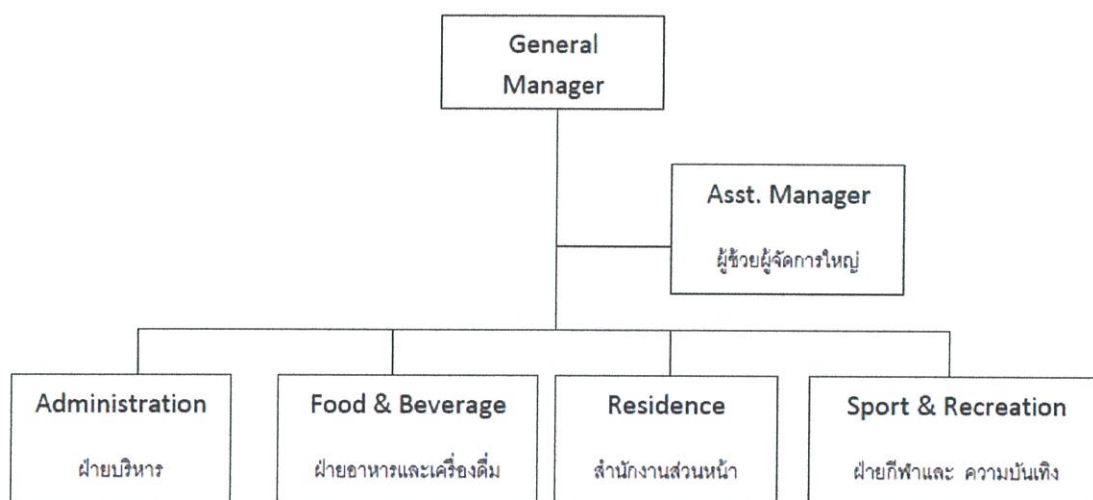 General
Manager
Asst. Manager
ผู้ช้วยผู้จัดการใหญ่
Administration
ฝ่ายบริหาร
Food & Beverage
ฝ่ายอาหารและเครื่องดื่ม
Residence
สำนักงานส่วนหน้า
Sport & Recreation
ฝ่ายกีฬาและ ความบันเทิง